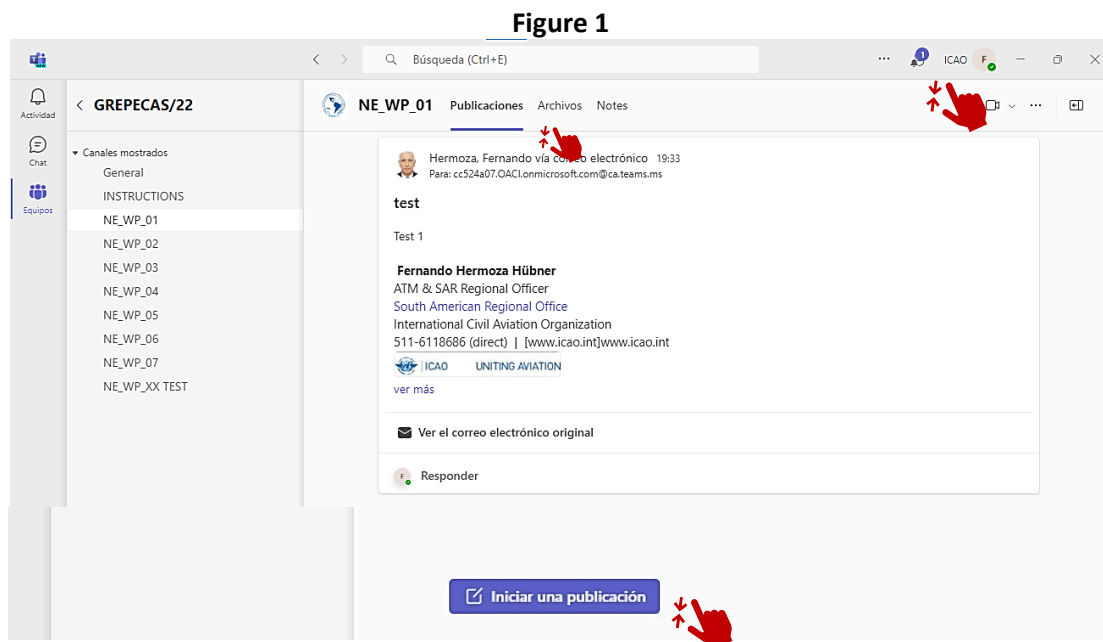 Figure 1
Búsqueda (Ctrl+E)
1
ICAO
F
Actividad
Chat
Equipos
GREPECAS/22
Canales mostrados
General
INSTRUCTIONS
NE_WP_01
NE_WP_02
NE_WP_03
NE_WP_04
NE_WP_05
NE_WP_06
NE_WP_07
NE_WP_XX TEST
NE_WP_01 Publicaciones Archivos Notes
Hermoza, Fernando vía correo electrónico 19:33
Para: cc524a07.OACI.onmicrosoft.com@ca.teams.ms
test
Test 1
Fernando Hermoza Hübner
ATM & SAR Regional Officer
South American Regional Office
International Civil Aviation Organization
511-6118686 (direct) | [www.icao.int]www.icao.int
ICAO UNITING AVIATION
ver más
Ver el correo electrónico original
F
Responder
Iniciar una publicación